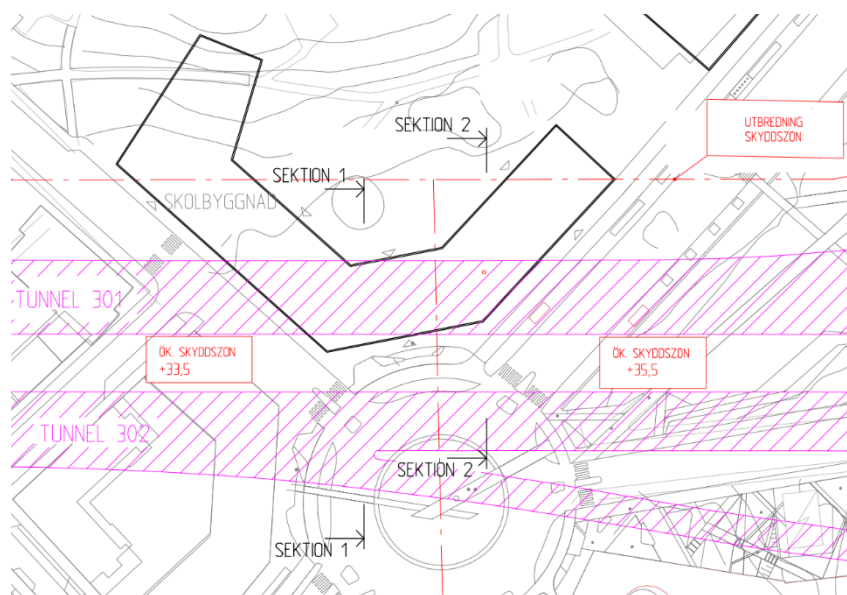 UTBREDNING
SKYDDSZON
SEKTION 2
SEKTION 1
SKOLBYGGNAD
TUNNEL 301
ÖK. SKYDDSZON
+33,5
ÖK. SKYDDSZON
+35,5
TUNNEL 302
SEKTION 2
SEKTION 1